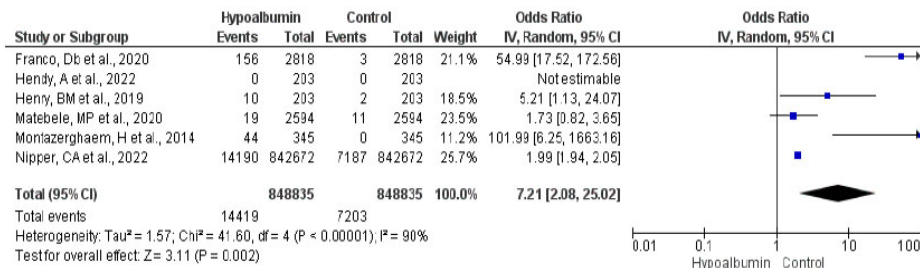 Hypoalbumin Control Odds Ratio Odds Ratio
Study or Subgroup Events Total Events Total Weight IV, Random, 95% CI IV, Random, 95% CI
Franco, Db et al., 2020 156 2818 3 2818 21.1% 54.99 [17.52, 172.56]
Hendy, A et al., 2022 0 203 0 203 Not estimable
Henry, BM et al., 2019 10 203 2 203 18.5% 5.21 [1.13, 24.07]
Matebele, MP et al., 2020 19 2594 11 2594 23.5% 1.73 [0.82, 3.65]
Montazerghaem, H et al., 2014 44 345 0 345 11.2% 101.99 [6.25, 1663.16]
Nipper, CA et al., 2022 14190 842672 7187 842672 25.7% 1.99 [1.94, 2.05]
Total (95% CI) 848835 848835 100.0% 7.21 [2.08, 25.02]
Total events 14419 7203
Heterogeneity: Tau² = 1.57; Chi² = 41.60, df = 4 (P < 0.00001); I² = 90%
Test for overall effect: Z = 3.11 (P = 0.002)
0.01 0.1 1 10 100
Hypoalbumin Control